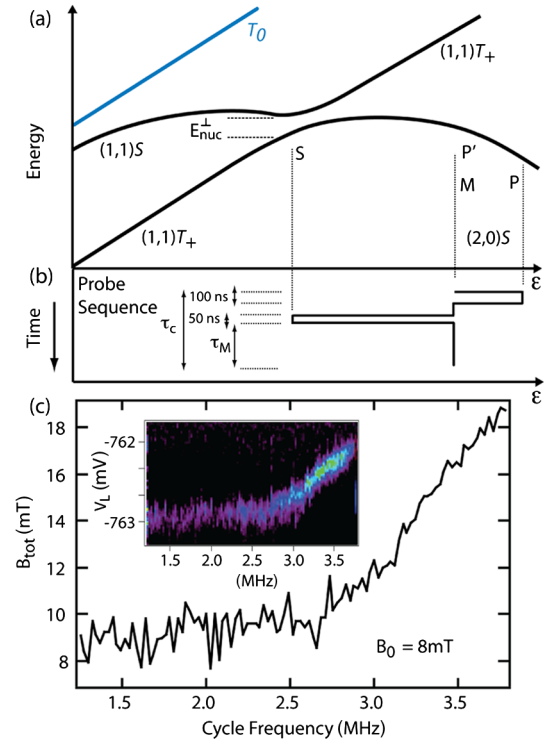 (a)
T0
(1,1)T+
E⊥nuc
(1,1)S
S
P'
M
P
(1,1)T+
(2,0)S
Energy
ε
(b)
Probe
Sequence
100 ns
τc
50 ns
τM
Time
ε
(c)
18
16
14
12
10
8
Btot (mT)
-762
-763
VL (mV)
1.5 2.0 2.5 3.0 3.5
(MHz)
B0 = 8mT
1.5 2.0 2.5 3.0 3.5
Cycle Frequency (MHz)